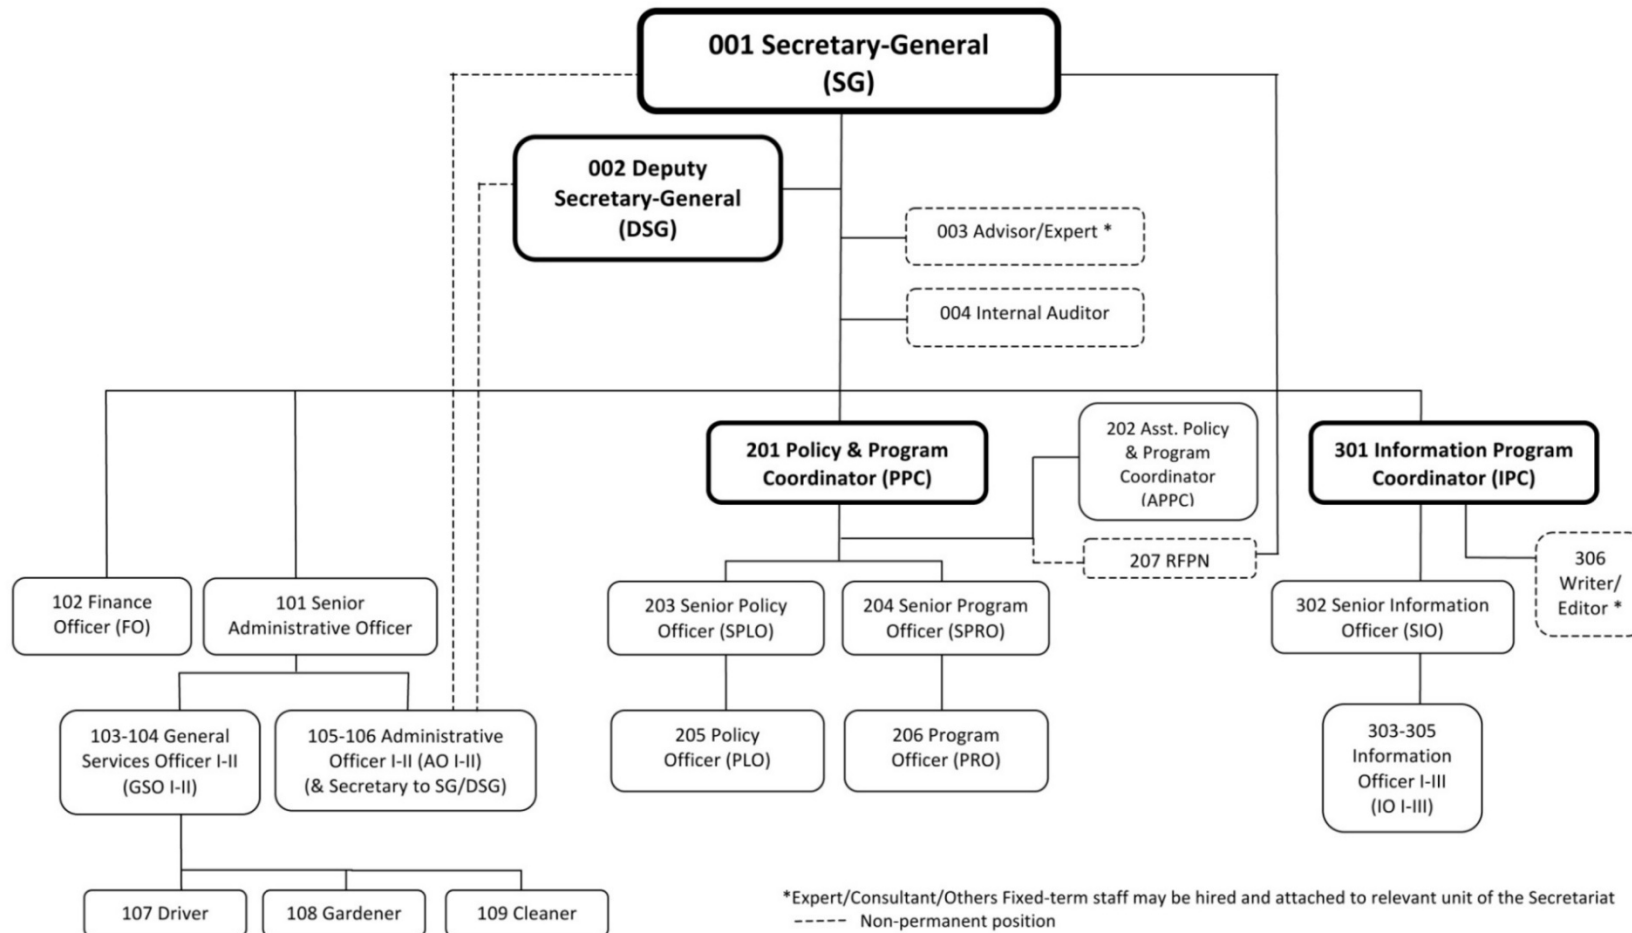 001 Secretary-General
(SG)
002 Deputy
Secretary-General
(DSG)
003 Advisor/Expert *
004 Internal Auditor
201 Policy & Program
Coordinator (PPC)
202 Asst. Policy
& Program
Coordinator
(APPC)
301 Information Program
Coordinator (IPC)
207 RFPN
306
Writer/
Editor *
102 Finance
Officer (FO)
101 Senior
Administrative Officer
203 Senior Policy
Officer (SPLO)
204 Senior Program
Officer (SPRO)
302 Senior Information
Officer (SIO)
103-104 General
Services Officer I-II
(GSO I-II)
105-106 Administrative
Officer I-II (AO I-II)
(& Secretary to SG/DSG)
205 Policy
Officer (PLO)
206 Program
Officer (PRO)
303-305
Information
Officer I-III
(IO I-III)
107 Driver
108 Gardener
109 Cleaner
*Expert/Consultant/Others Fixed-term staff may be hired and attached to relevant unit of the Secretariat
------ Non-permanent position